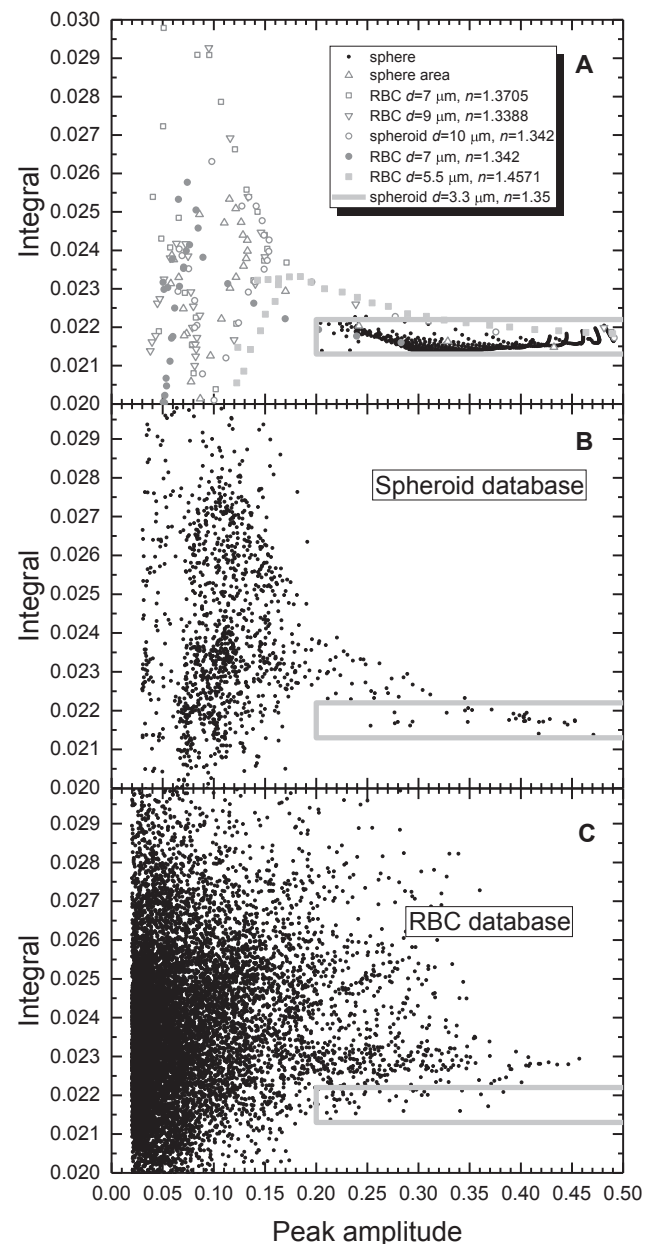 0.030
0.029
0.028
0.027
0.026
0.025
0.024
0.023
0.022
0.021
0.020
Integral
A
sphere
sphere area
RBC d=7 μm, n=1.3705
RBC d=9 μm, n=1.3388
spheroid d=10 μm, n=1.342
RBC d=7 μm, n=1.342
RBC d=5.5 μm, n=1.4571
spheroid d=3.3 μm, n=1.35
0.029
0.028
0.027
0.026
0.025
0.024
0.023
0.022
0.021
0.020
Integral
B
Spheroid database
0.029
0.028
0.027
0.026
0.025
0.024
0.023
0.022
0.021
0.020
Integral
C
RBC database
0.00 0.05 0.10 0.15 0.20 0.25 0.30 0.35 0.40 0.45 0.50
Peak amplitude